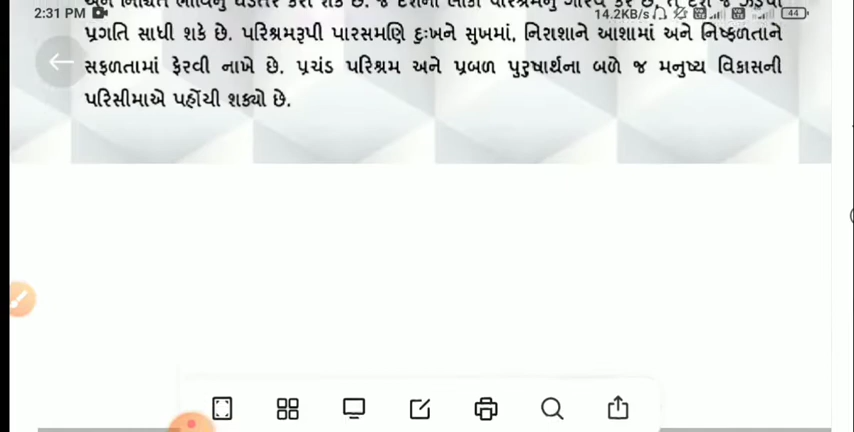 2:31 PM 14.2KB/s 44
પ્રગતિ સાધી શકે છે. પરિશ્રમરૂપી પારસમણિ દુઃખને સુખમાં, નિરાશાને આશામાં અને નિષ્ફળતાને
સફળતામાં ફેરવી નાખે છે. પ્રચંડ પરિશ્રમ અને પ્રબળ પુરુષાર્થના બળે જ મનુષ્ય વિકાસની
પરિસીમાએ પહોંચી શક્યો છે.